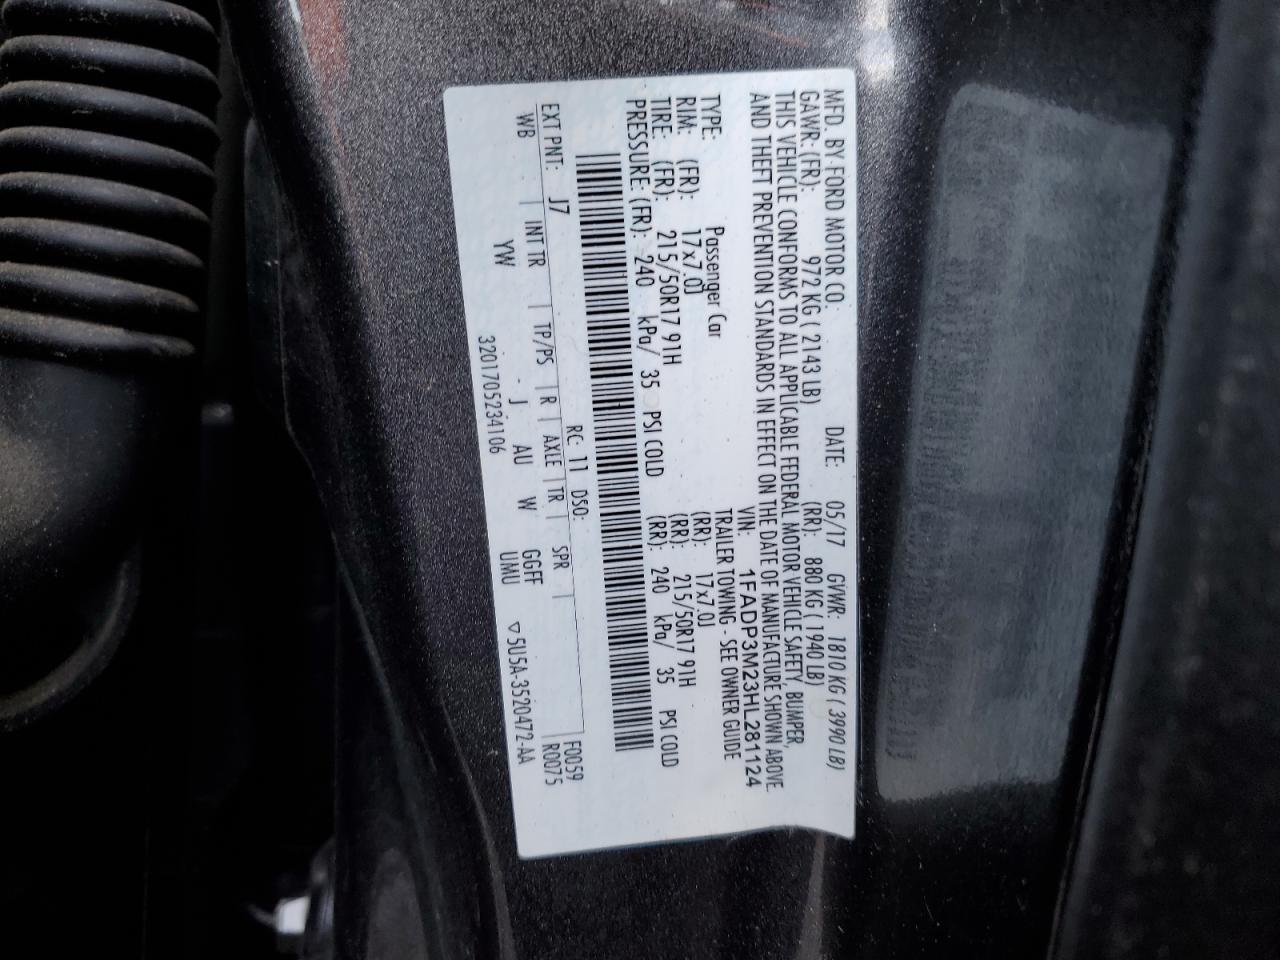 MFD. BY FORD MOTOR CO. DATE: 05/17 GVWR: 1810 KG ( 3990 LB)
GAWR: (FR): 972 KG ( 2143 LB) (RR): 880 KG ( 1940 LB)
THIS VEHICLE CONFORMS TO ALL APPLICABLE FEDERAL MOTOR VEHICLE SAFETY, BUMPER,
AND THEFT PREVENTION STANDARDS IN EFFECT ON THE DATE OF MANUFACTURE SHOWN ABOVE.
VIN: 1FADP3M23HL281124
TYPE: Passenger Car TRAILER TOWING - SEE OWNER GUIDE
RIM: (FR): 17x7.0J (RR): 17x7.0J
TIRE: (FR): 215/50R17 91H (RR): 215/50R17 91H
PRESSURE: (FR): 240 kPa/ 35 PSI COLD (RR): 240 kPa/ 35 PSI COLD
EXT PNT: J7 RC: 11 DSO: F0059
WB | INT TR | TP/PS | R | AXLE | TR | SPR | R0075
YW - J AU W GGFF UMU ▽5U5A-3520472-AA
3201705234106